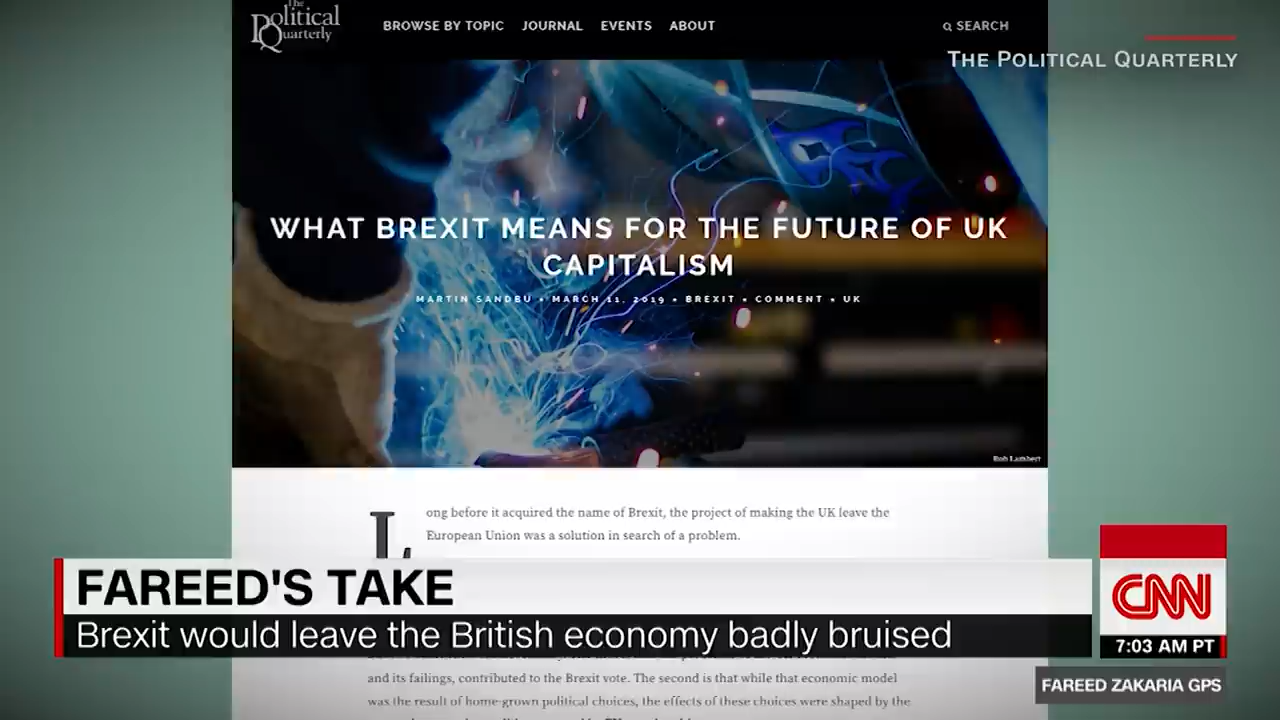 The
Political
Quarterly
BROWSE BY TOPIC JOURNAL EVENTS ABOUT
SEARCH
THE POLITICAL QUARTERLY
WHAT BREXIT MEANS FOR THE FUTURE OF UK
CAPITALISM
MARTIN SANDBU • MARCH 11, 2019 • BREXIT • COMMENT • UK
Rob Lambert
Long before it acquired the name of Brexit, the project of making the UK leave the
European Union was a solution in search of a problem.
FAREED'S TAKE
Brexit would leave the British economy badly bruised
CNN
7:03 AM PT
FAREED ZAKARIA GPS
and its failings, contributed to the Brexit vote. The second is that while that economic model
was the result of home-grown political choices, the effects of these choices were shaped by the